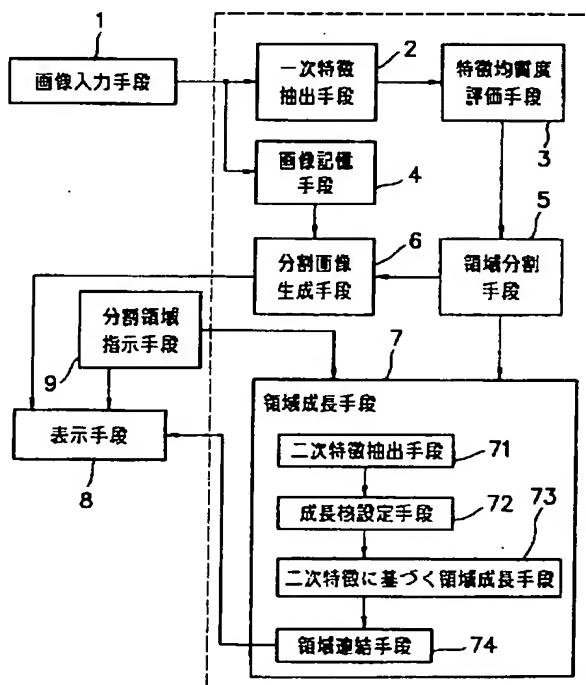 1
画像入力手段
一次特徴
抽出手段
2
特徴均質度
評価手段
3
画像記憶
手段
4
5
分割画像
生成手段
6
領域分割
手段
分割領域
指示手段
9
7
表示手段
8
領域成長手段
二次特徴抽出手段
71
成長核設定手段
72
73
二次特徴に基づく領域成長手段
領域連結手段
74